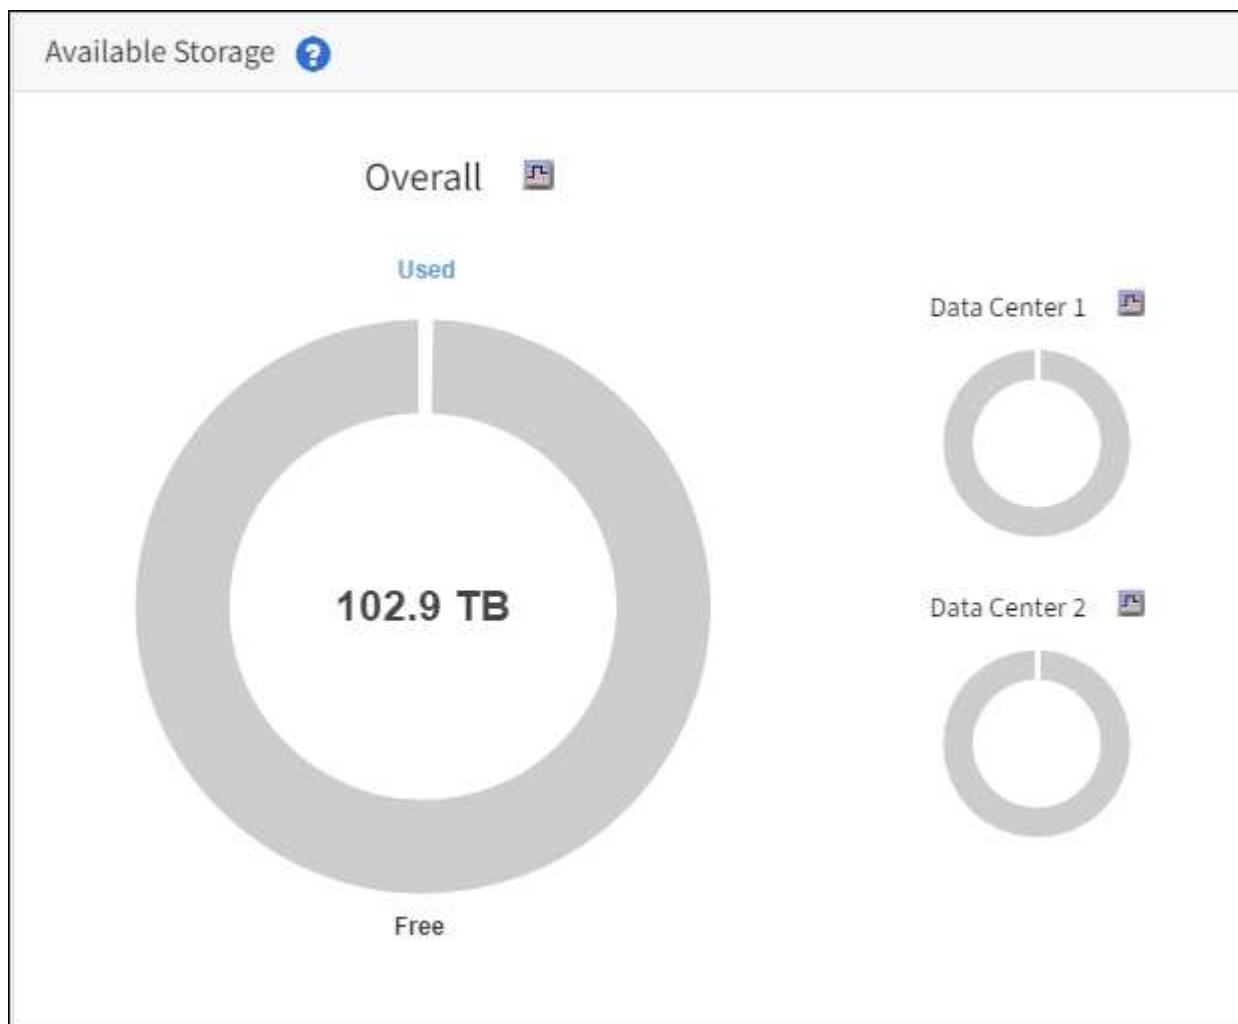 Available Storage ?
Overall
Used
102.9 TB
Free
Data Center 1
Data Center 2